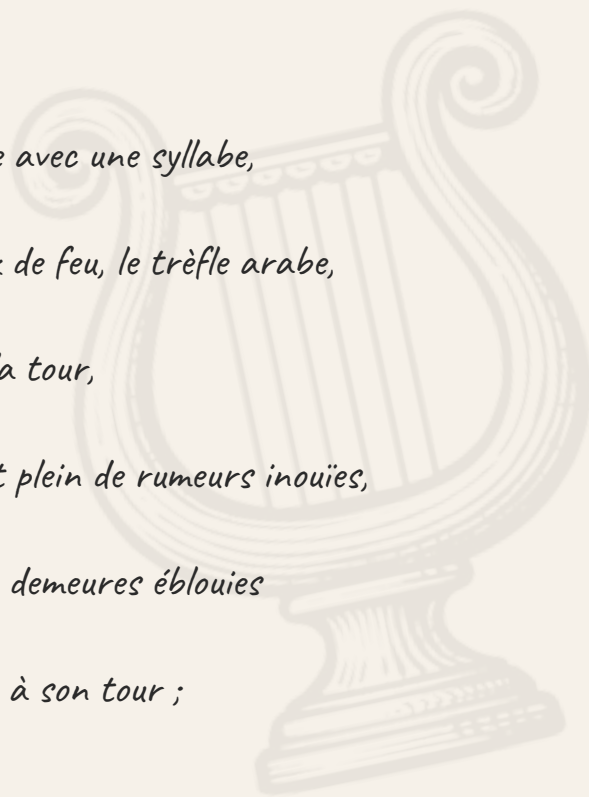 avec une syllabe,
de feu, le trèfle arabe,
tour,
plein de rumeurs inouïes,
demeures éblouies
à son tour ;